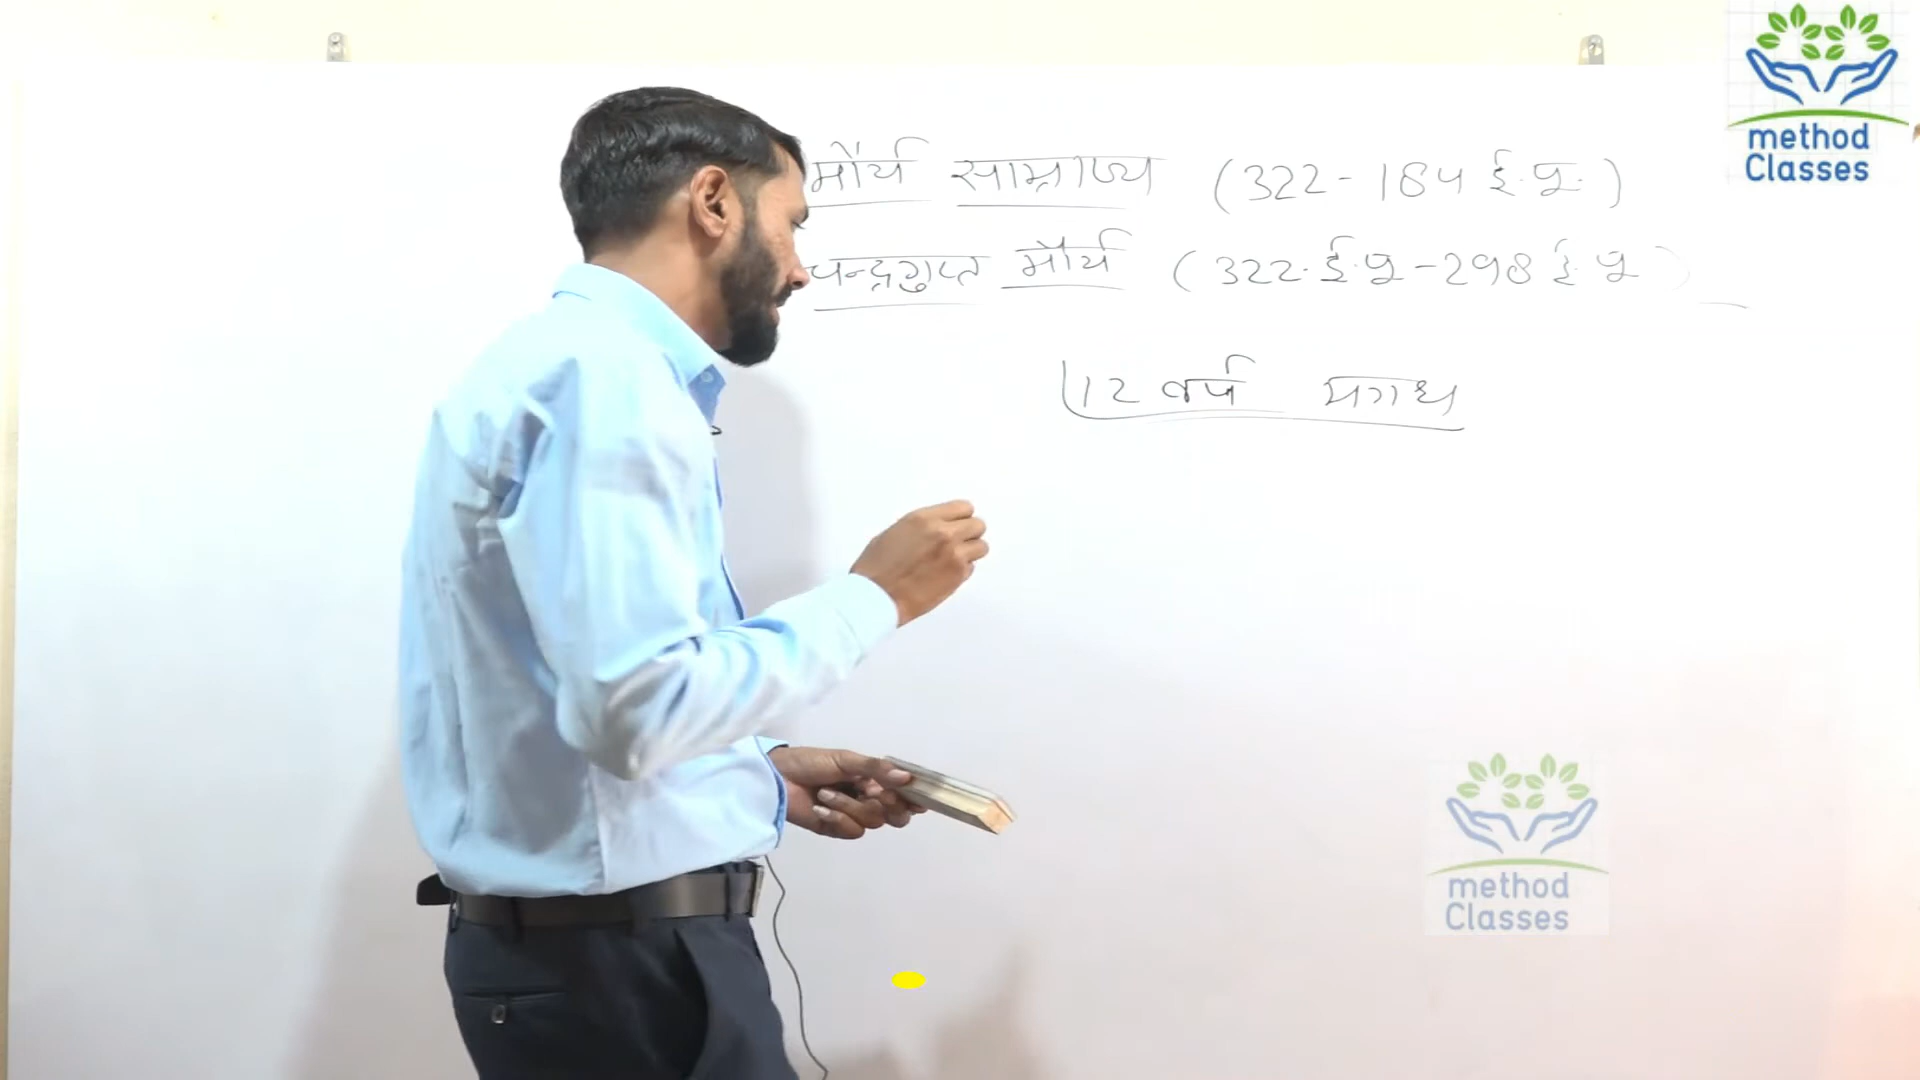 मौर्य साम्राज्य (322-184 ई.पू.)
चन्द्रगुप्त मौर्य (322.ई.पू-298 ई.पू)
12 वर्ष मगध
method
Classes
method
Classes